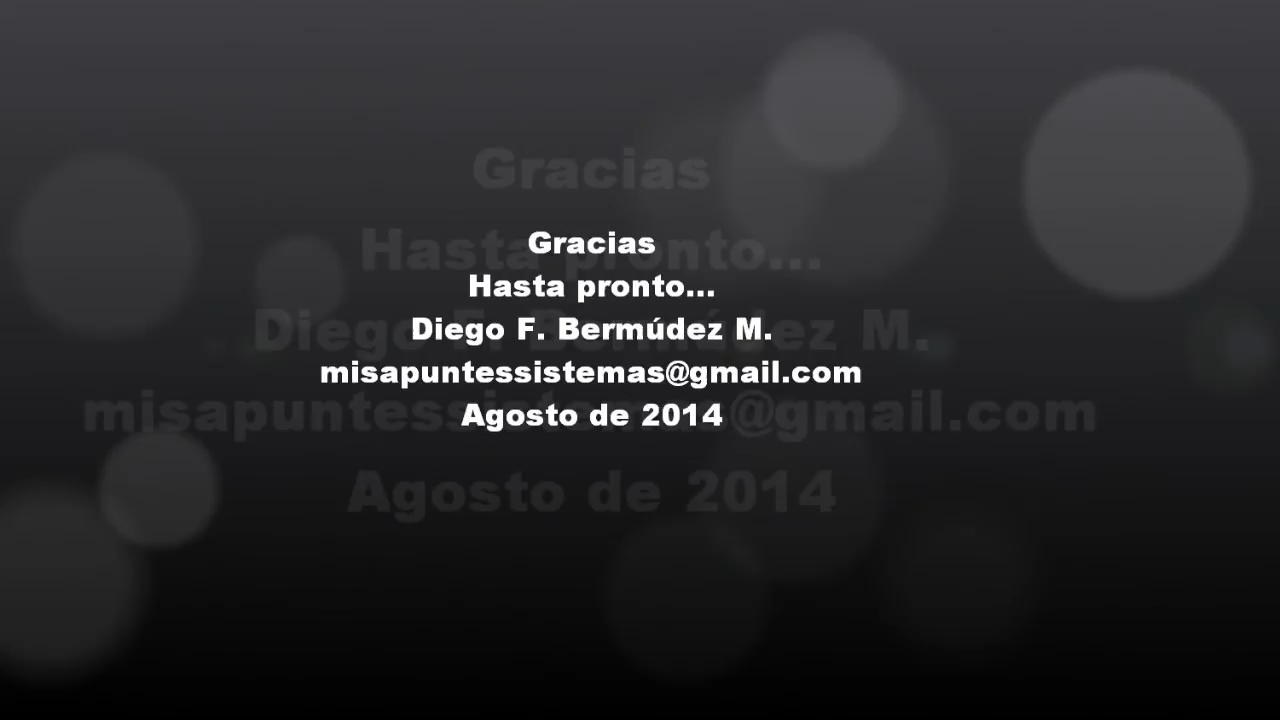 Gracias
Hasta pronto...
Diego F. Bermúdez M.
misapuntessistemas@gmail.com
Agosto de 2014